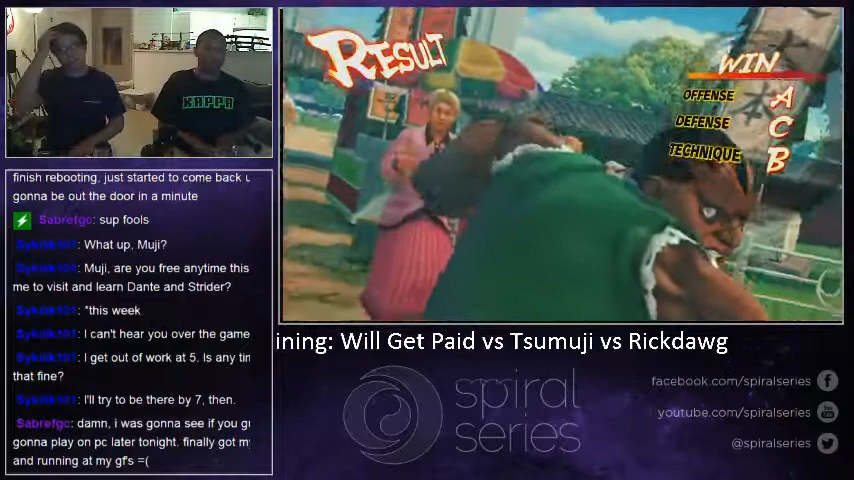 RESULT
WIN
OFFENSE A
DEFENSE C
TECHNIQUE B
KAPPA
finish rebooting, just started to come back u
gonna be out the door in a minute
Sabrefgc: sup fools
Sykilik101: What up, Muji?
Sykilik101: Muji, are you free anytime this
me to visit and learn Dante and Strider?
Sykilik101: *this week
Sykilik101: I can't hear you over the game
Sykilik101: I get out of work at 5. Is any tim
that fine?
Sykilik101: I'll try to be there by 7, then.
Sabrefgc: damn, i was gonna see if you gu
gonna play on pc later tonight. finally got my
and running at my gf's =(
ining: Will Get Paid vs Tsumuji vs Rickdawg
spiral
series
facebook.com/spiralseries
youtube.com/spiralseries
@spiralseries